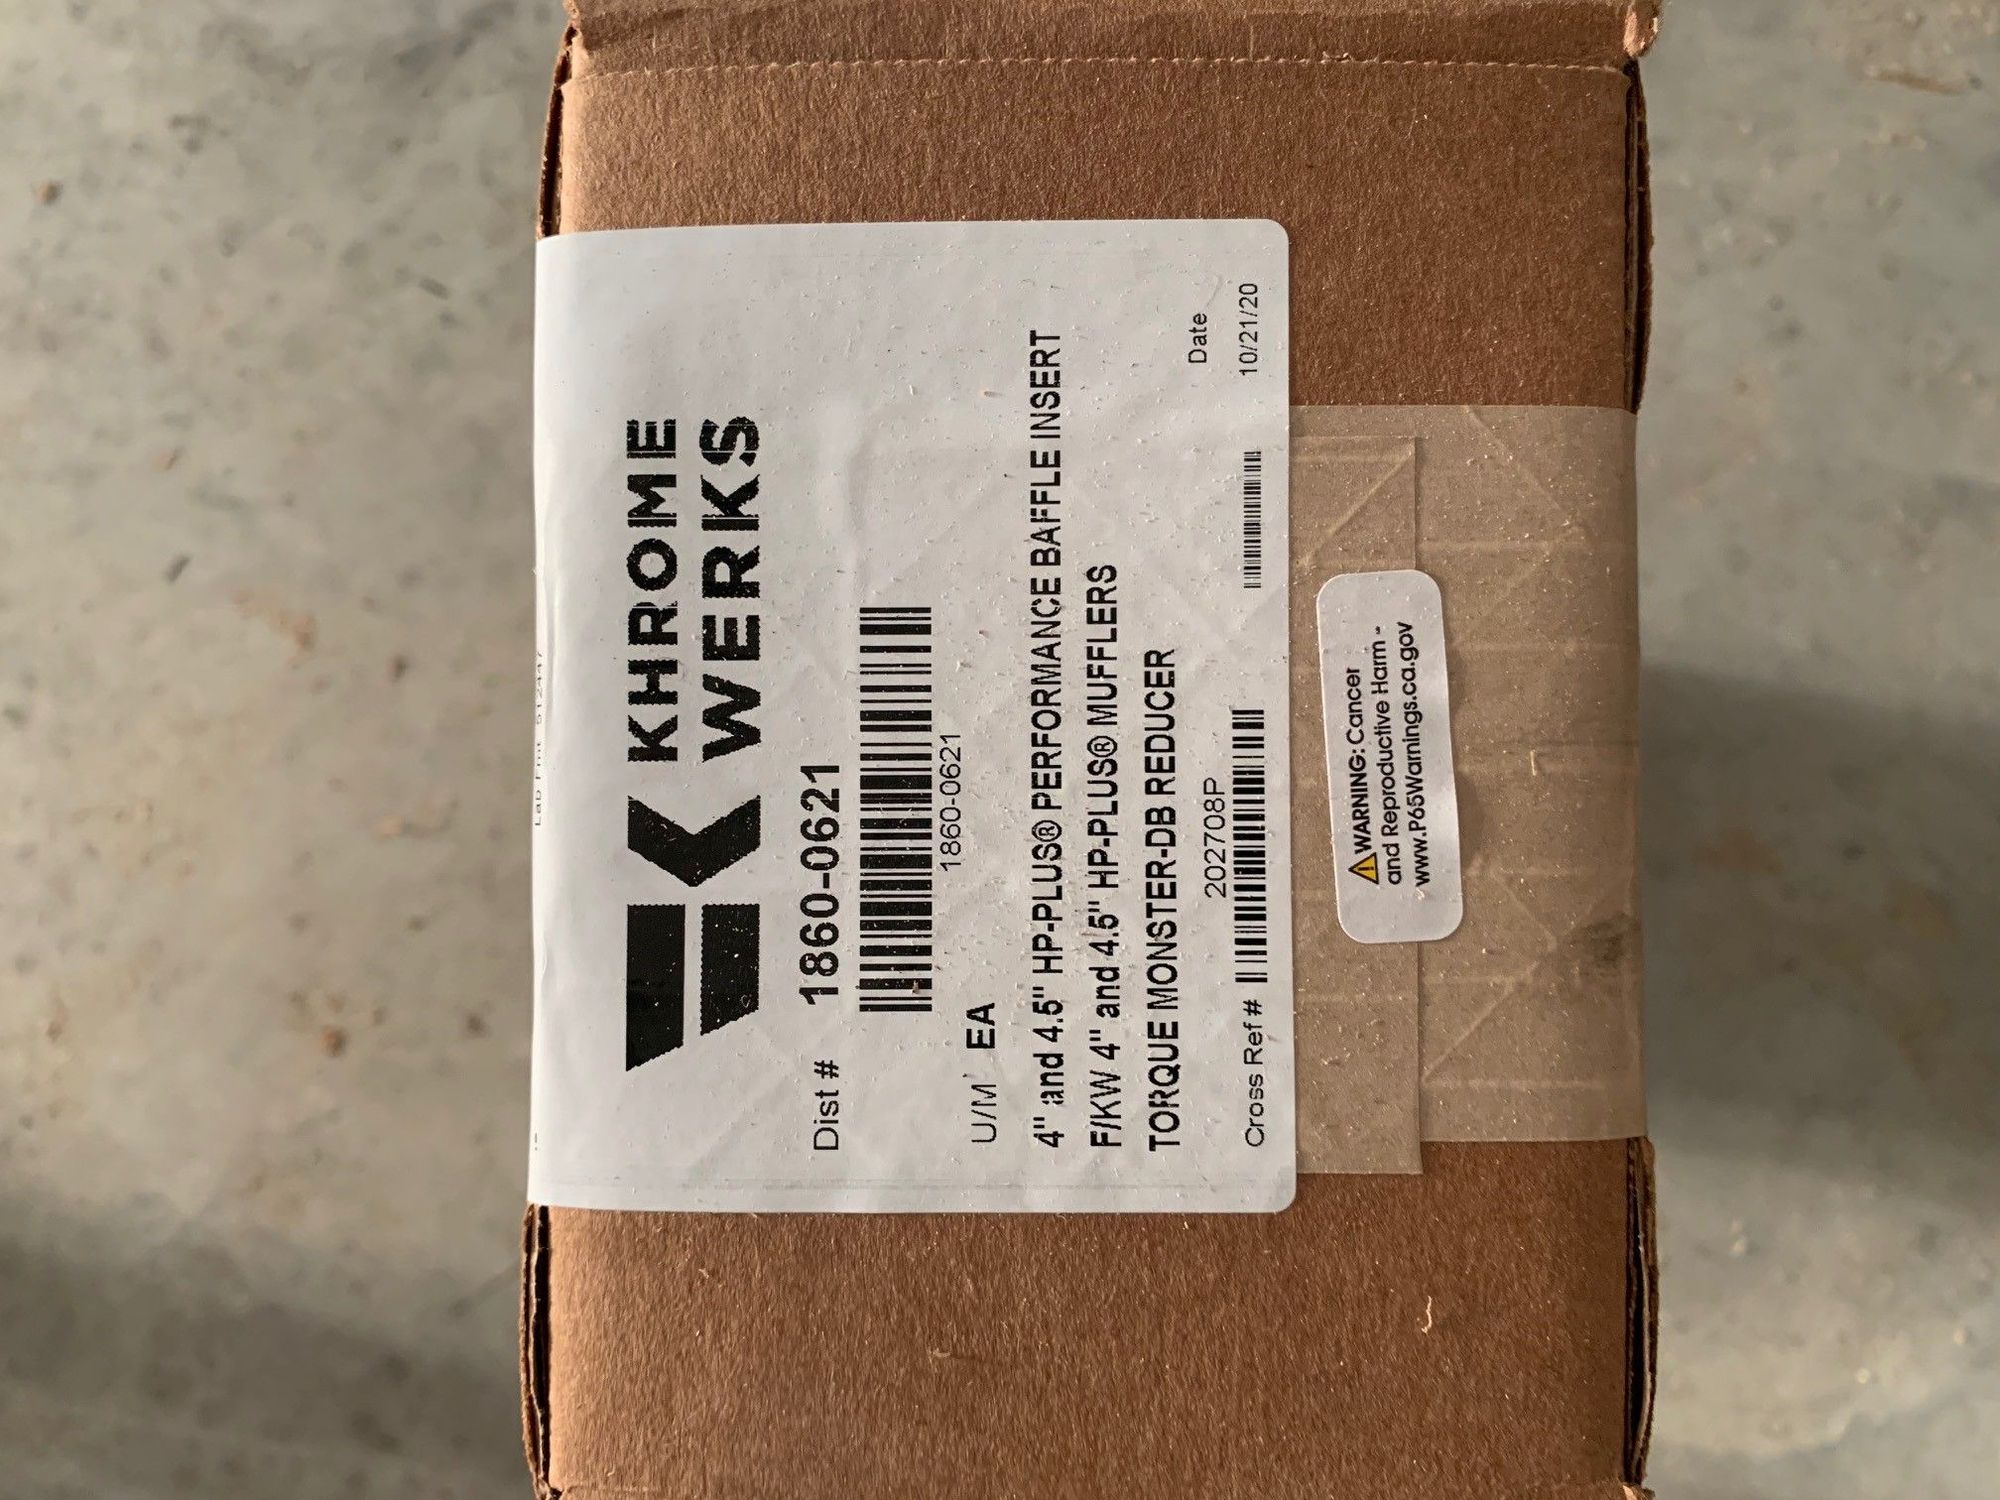 KHROME
WERKS
Dist # 1860-0621
1860-0621
U/M EA
4" and 4.5" HP-PLUS® PERFORMANCE BAFFLE INSERT
F/KW 4" and 4.5" HP-PLUS® MUFFLERS
TORQUE MONSTER-DB REDUCER
202708P
Date
Cross Ref #
10/21/20
⚠WARNING: Cancer
and Reproductive Harm -
www.P65Warnings.ca.gov